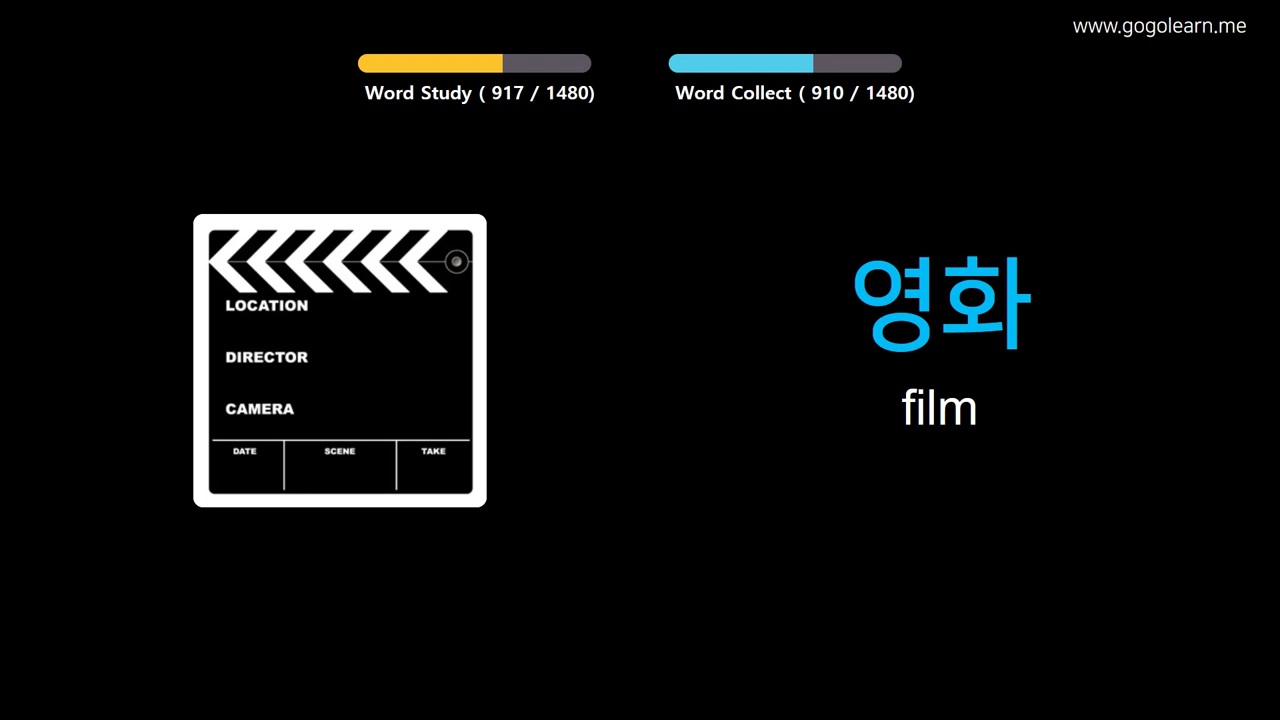 www.gogolearn.me
Word Study ( 917 / 1480)
Word Collect ( 910 / 1480)
LOCATION
DIRECTOR
CAMERA
DATE
SCENE
TAKE
영화
film